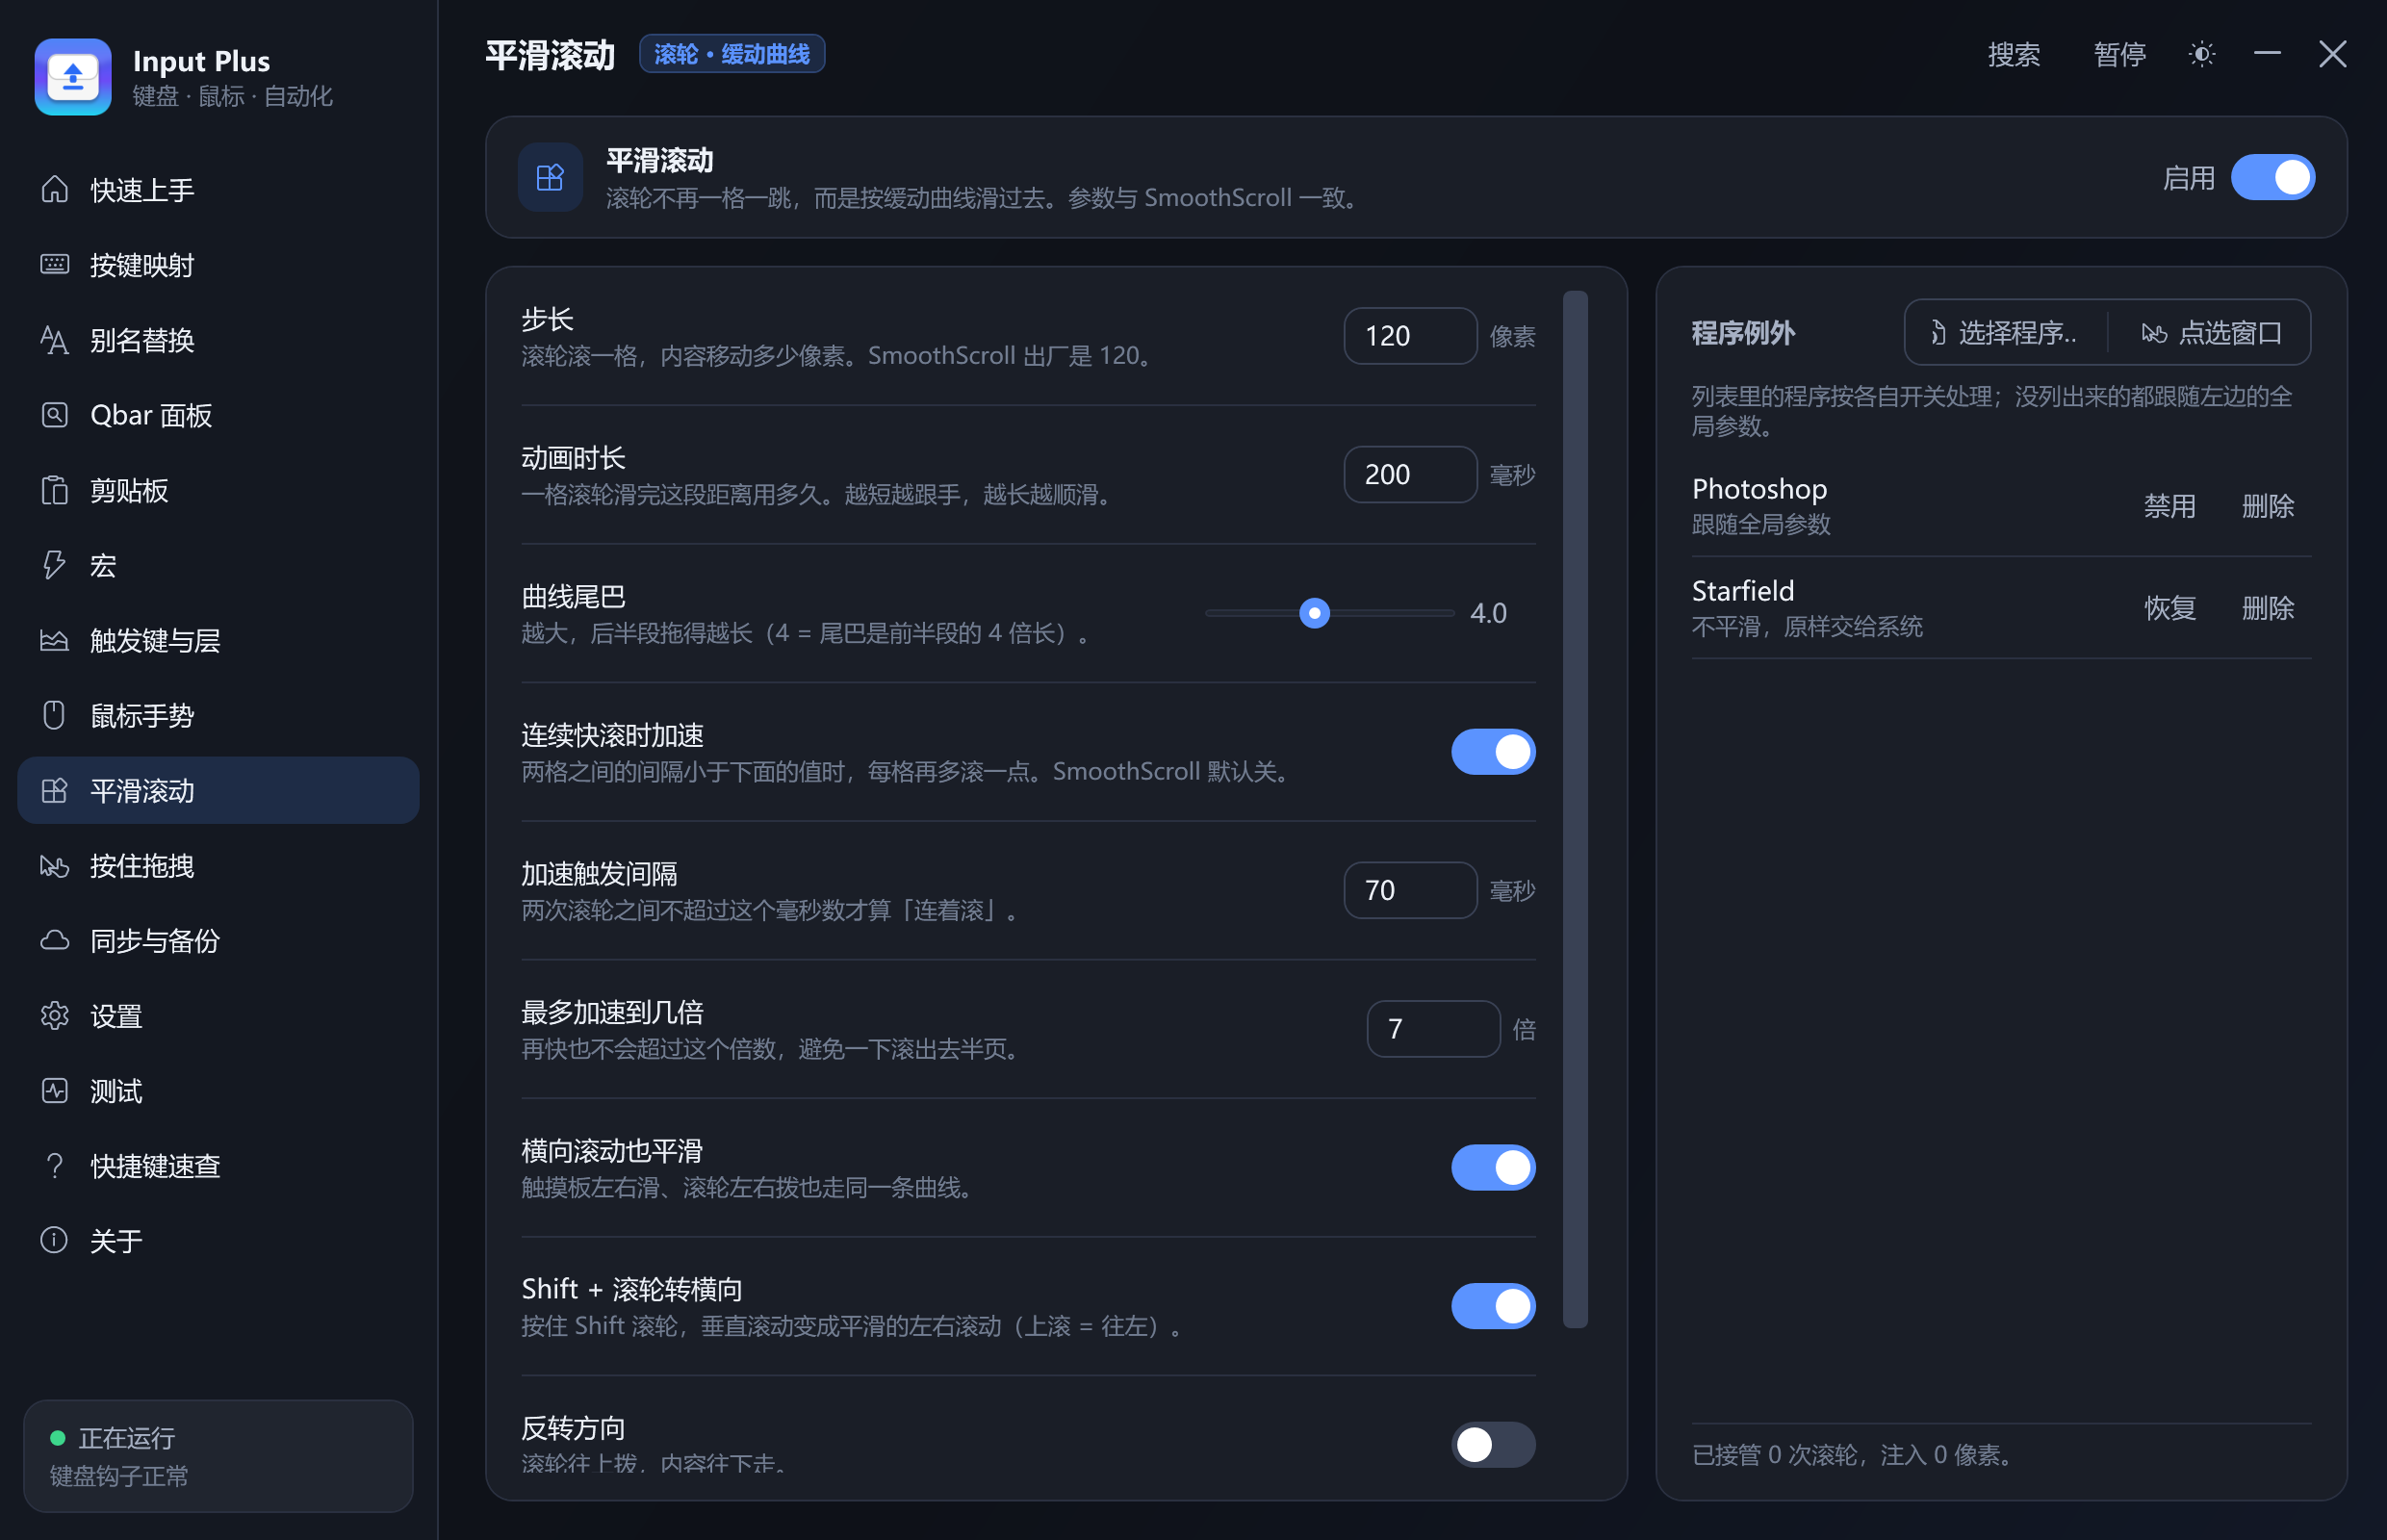 Input Plus
键盘 · 鼠标 · 自动化
快速上手
按键映射
别名替换
Qbar 面板
剪贴板
宏
触发键与层
鼠标手势
平滑滚动
按住拖拽
同步与备份
设置
测试
快捷键速查
关于
正在运行
键盘钩子正常
平滑滚动
滚轮 • 缓动曲线
搜索
暂停
平滑滚动
滚轮不再一格一跳，而是按缓动曲线滑过去。参数与 SmoothScroll 一致。
启用
步长
滚轮滚一格，内容移动多少像素。SmoothScroll 出厂是 120。
120 像素
动画时长
一格滚轮滑完这段距离用多久。越短越跟手，越长越顺滑。
200 毫秒
曲线尾巴
越大，后半段拖得越长（4 = 尾巴是前半段的 4 倍长）。
4.0
连续快滚时加速
两格之间的间隔小于下面的值时，每格再多滚一点。SmoothScroll 默认关。
加速触发间隔
两次滚轮之间不超过这个毫秒数才算「连着滚」。
70 毫秒
最多加速到几倍
再快也不会超过这个倍数，避免一下滚出去半页。
7 倍
横向滚动也平滑
触摸板左右滑、滚轮左右拨也走同一条曲线。
Shift + 滚轮转横向
按住 Shift 滚轮，垂直滚动变成平滑的左右滚动（上滚 = 往左）。
反转方向
滚轮往上拨，内容往下走。
程序例外
选择程序..
点选窗口
列表里的程序按各自开关处理；没列出来的都跟随左边的全
局参数。
Photoshop
跟随全局参数
禁用
删除
Starfield
不平滑，原样交给系统
恢复
删除
已接管 0 次滚轮，注入 0 像素。